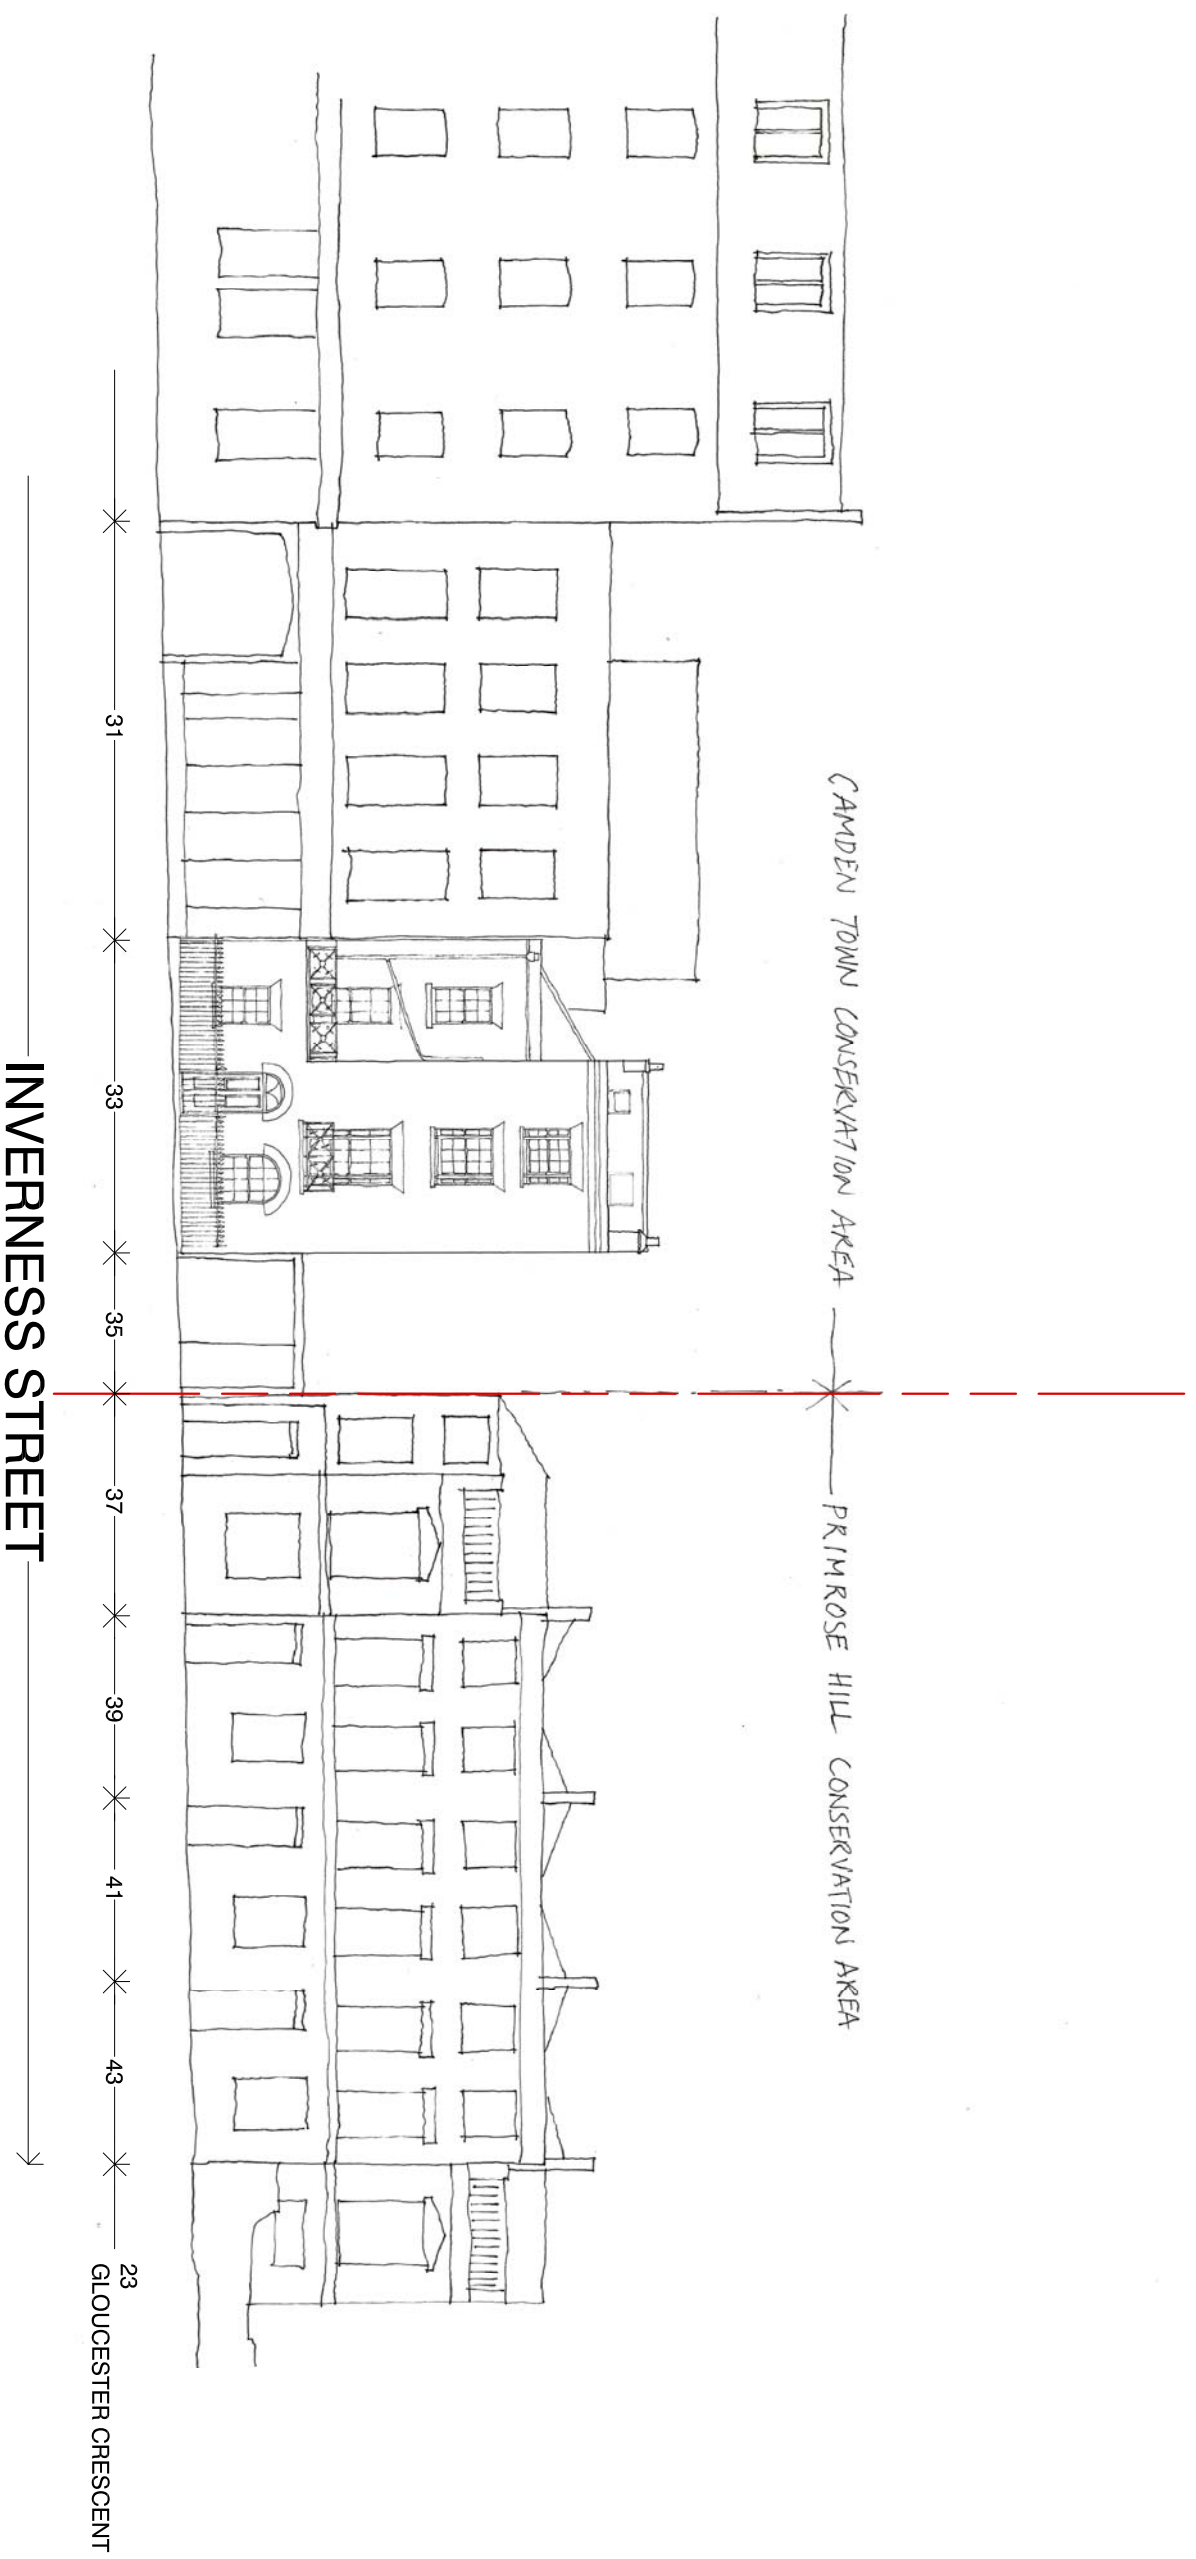 CAMDEN TOWN CONSERVATION AREA
PRIMROSE HILL CONSERVATION AREA
31
33
35
37
39
41
43
23
GLOUCESTER CRESCENT
INVERNESS STREET